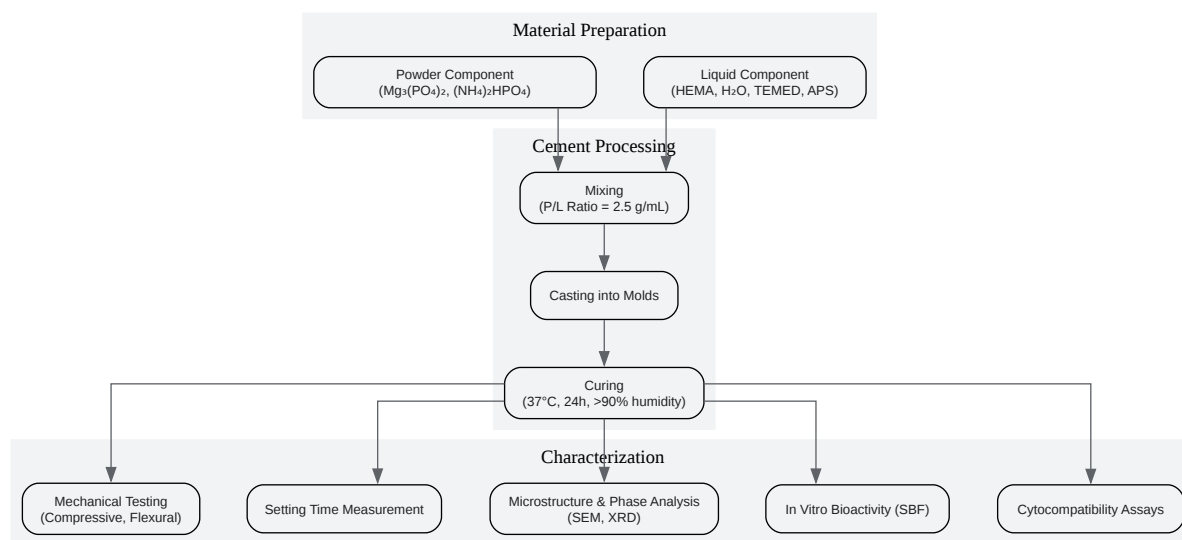 Material Preparation
Powder Component
(Mg₃(PO₄)₂, (NH₄)₂HPO₄)
Liquid Component
(HEMA, H₂O, TEMED, APS)
Cement Processing
Mixing
(P/L Ratio = 2.5 g/mL)
Casting into Molds
Curing
(37°C, 24h, >90% humidity)
Characterization
Mechanical Testing
(Compressive, Flexural)
Setting Time Measurement
Microstructure & Phase Analysis
(SEM, XRD)
In Vitro Bioactivity (SBF)
Cytocompatibility Assays